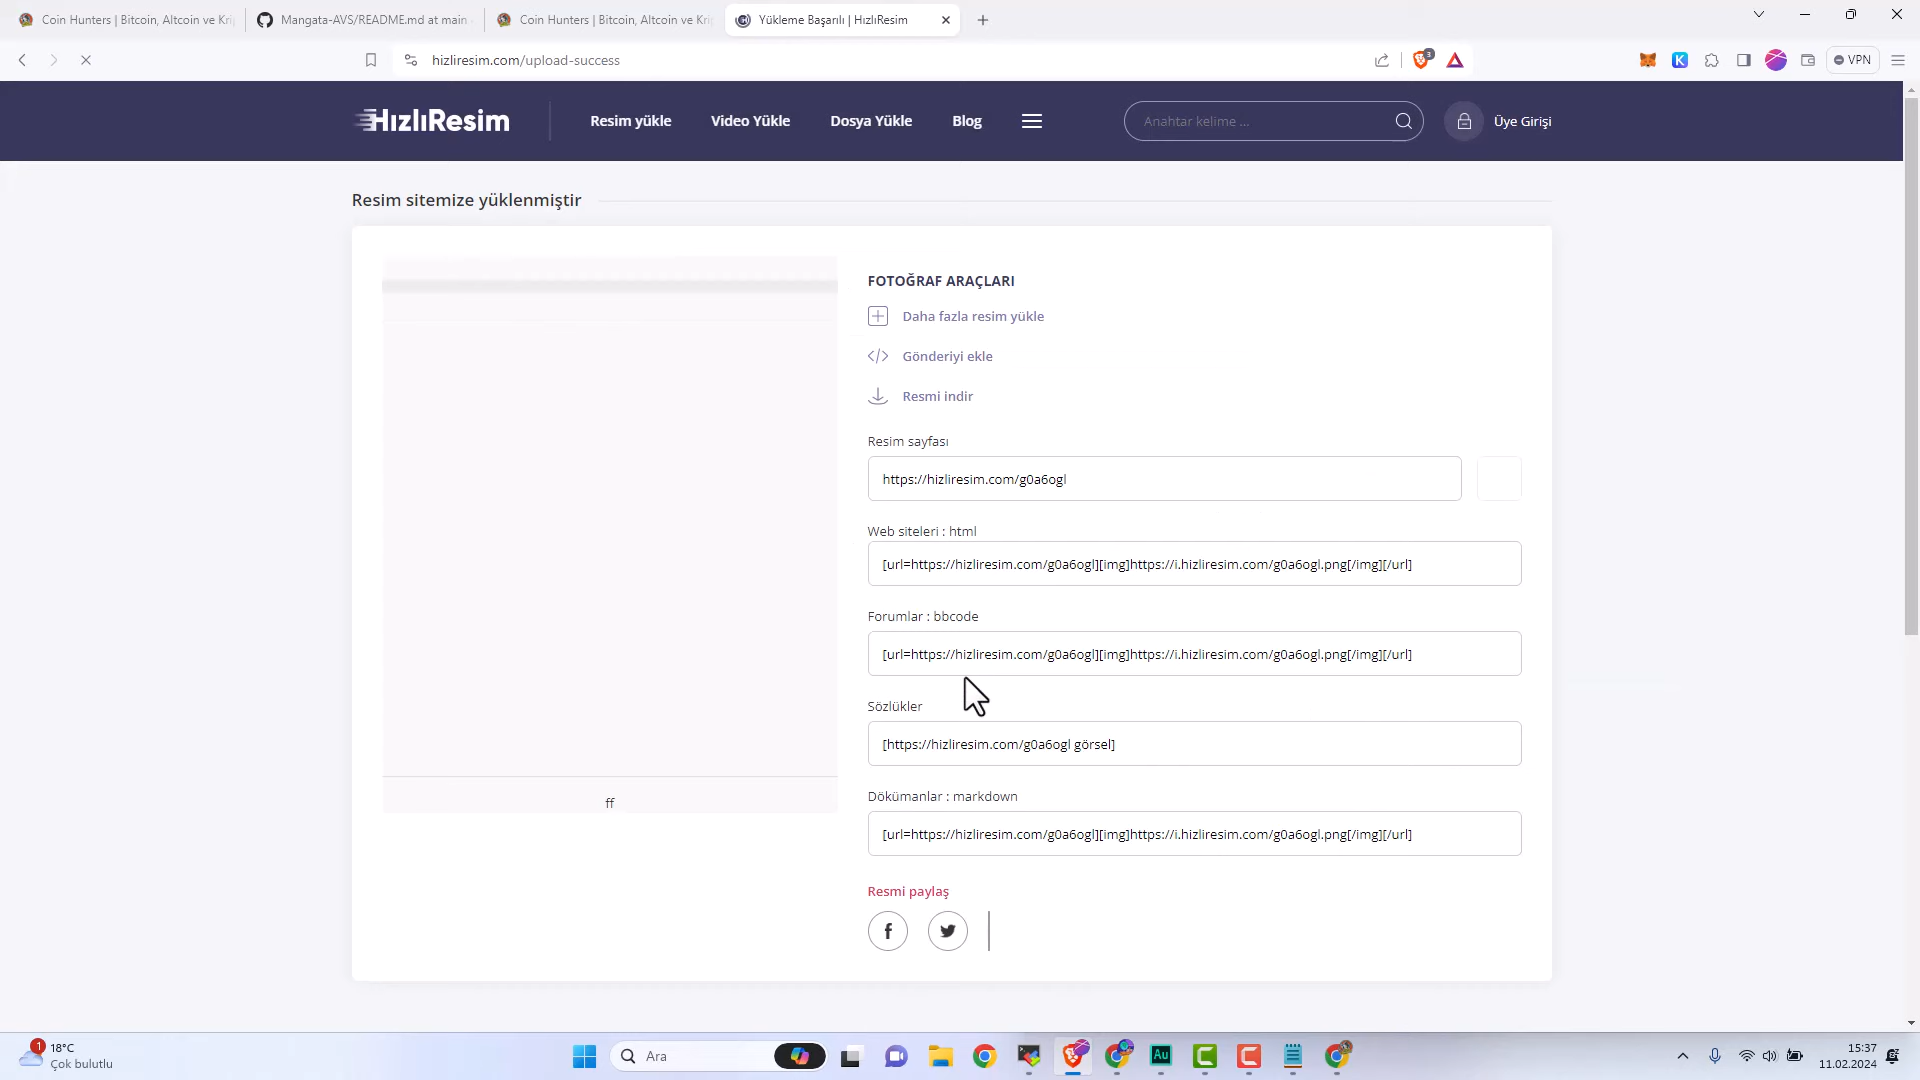 Coin Hunters | Bitcoin, Altcoin ve Kri
Mangata-AVS/README.md at main
Coin Hunters | Bitcoin, Altcoin ve Kri
Yükleme Başarılı | HızlıResim
hizliresim.com/upload-success
3
K
VPN
HızlıResim
Resim yükle
Video Yükle
Dosya Yükle
Blog
Anahtar kelime ...
Üye Girişi
Resim sitemize yüklenmiştir
FOTOĞRAF ARAÇLARI
Daha fazla resim yükle
Gönderiyi ekle
Resmi indir
Resim sayfası
https://hizliresim.com/g0a6ogl
Web siteleri : html
[url=https://hizliresim.com/g0a6ogl][img]https://i.hizliresim.com/g0a6ogl.png[/img][/url]
Forumlar : bbcode
[url=https://hizliresim.com/g0a6ogl][img]https://i.hizliresim.com/g0a6ogl.png[/img][/url]
Sözlükler
[https://hizliresim.com/g0a6ogl görsel]
Dökümanlar : markdown
[url=https://hizliresim.com/g0a6ogl][img]https://i.hizliresim.com/g0a6ogl.png[/img][/url]
ff
Resmi paylaş
1
18°C
Çok bulutlu
Ara
Au
15:37
11.02.2024